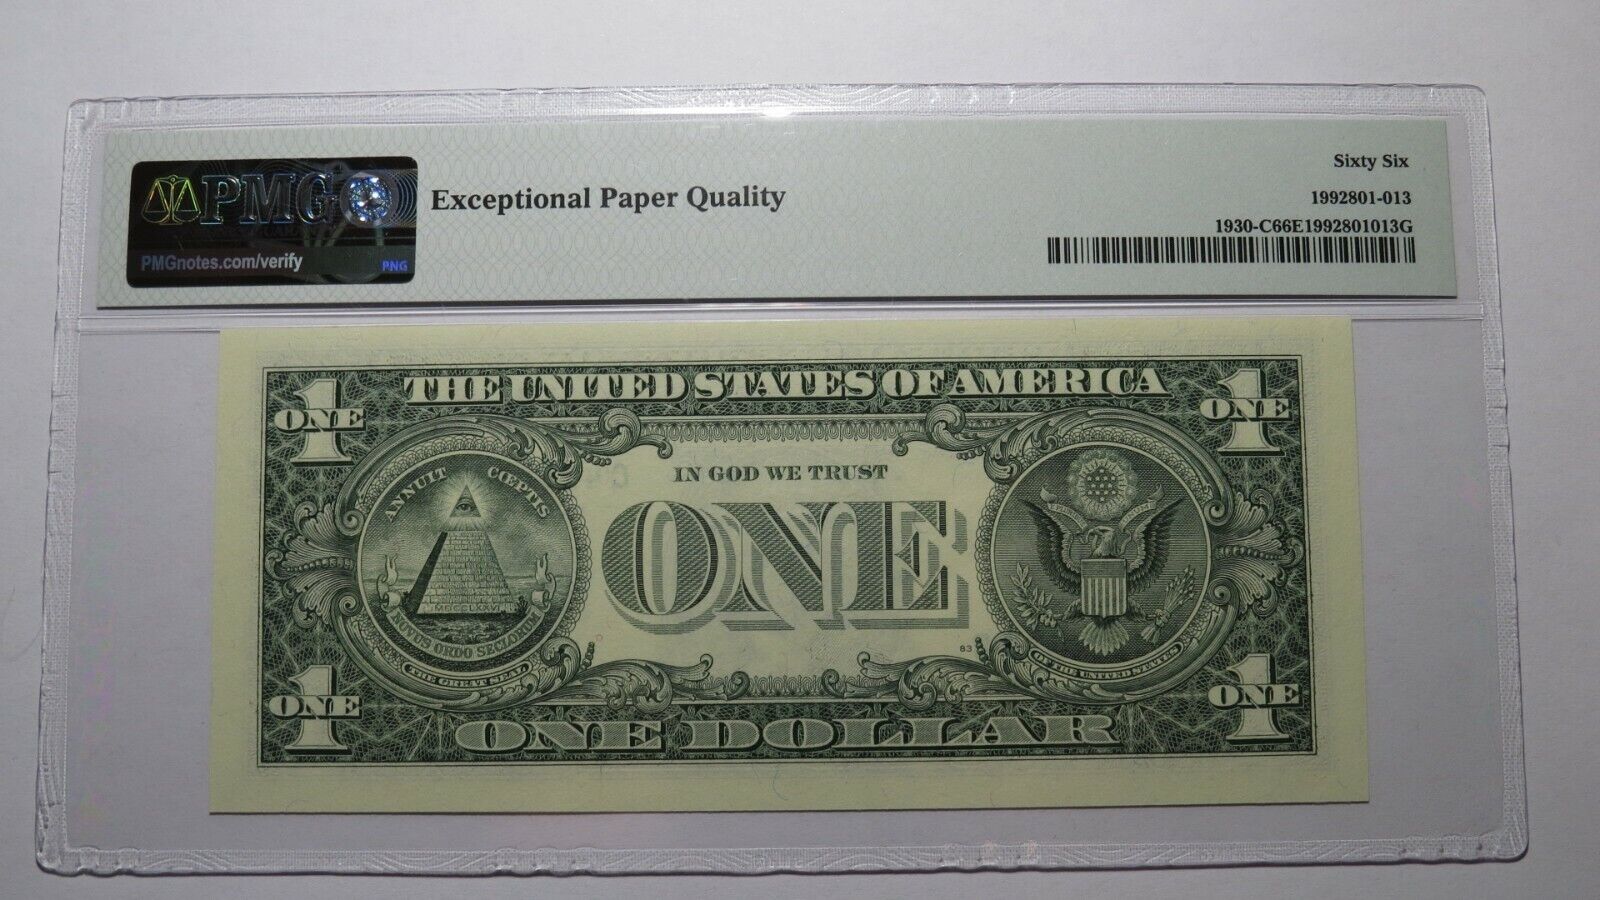 PMG
PMGnotes.com/verify
PNG
Exceptional Paper Quality
Sixty Six
1992801-013
1930-C66E1992801013G
THE UNITED STATES OF AMERICA
1
ONE
1
ONE
ANNUIT CŒPTIS
IN GOD WE TRUST
ONE
MDCCLXXVI
NOVUS ORDO SECLORUM
THE GREAT SEAL
83
OF THE UNITED STATES
1
ONE
1
ONE
ONE DOLLAR